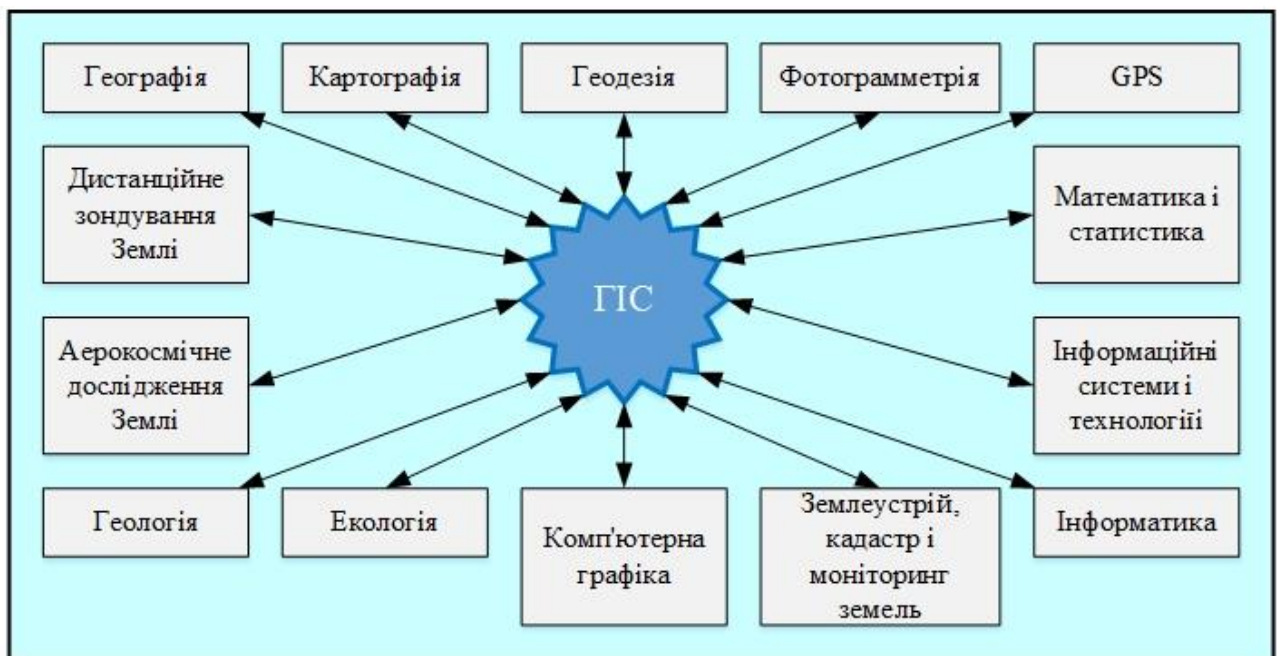 Географія
Картографія
Геодезія
Фотограмметрія
GPS
Дистанційне
зондування
Землі
Математика і
статистика
ГІС
Аерокосмічне
дослідження
Землі
Інформаційні
системи і
технологіїі
Геологія
Екологія
Комп'ютерна
графіка
Землеустрій,
кадастр і
моніторинг
земель
Інформатика